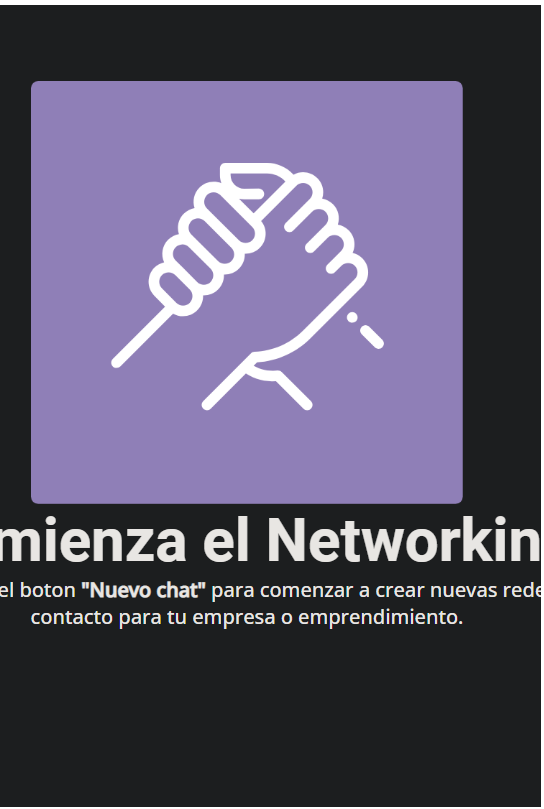 mienza el Networkin
el boton "Nuevo chat" para comenzar a crear nuevas rede
contacto para tu empresa o emprendimiento.